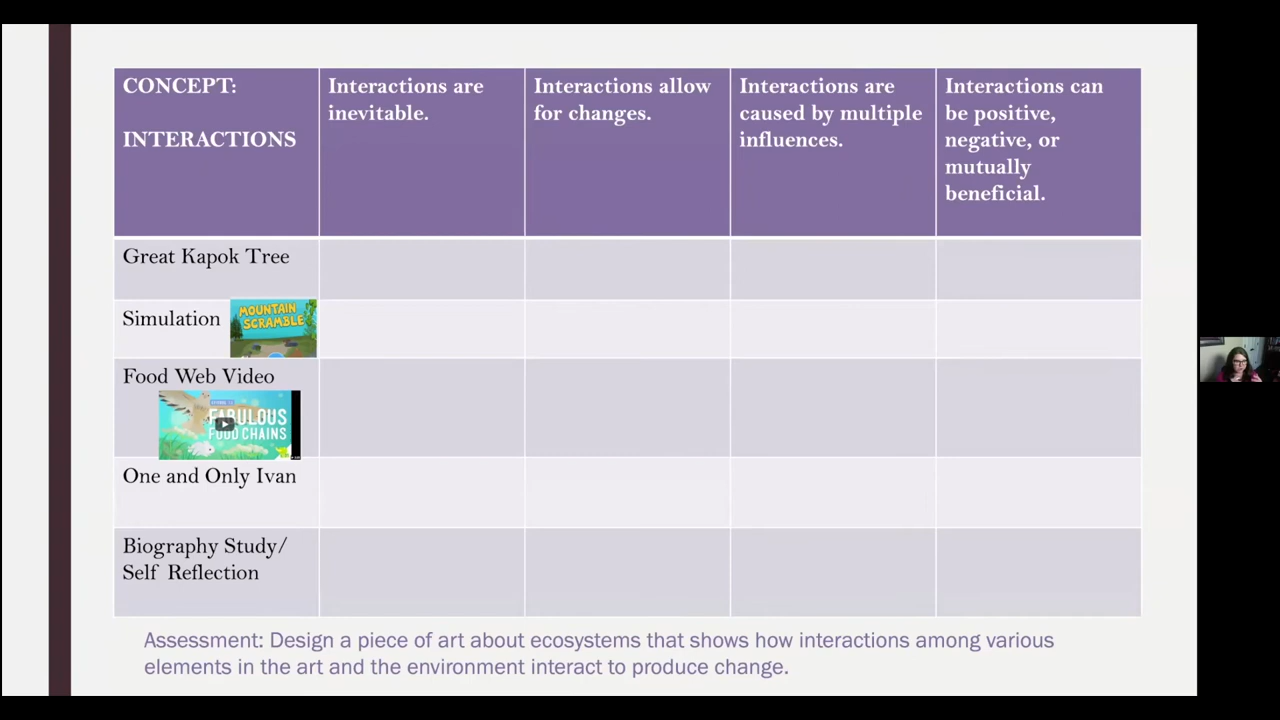 CONCEPT:
INTERACTIONS
Interactions are
inevitable.
Interactions allow
for changes.
Interactions are
caused by multiple
influences.
Interactions can
be positive,
negative, or
mutually
beneficial.
Great Kapok Tree
Simulation
MOUNTAIN
SCRAMBLE
Food Web Video
FABULOUS
FOOD CHAINS
One and Only Ivan
Biography Study/
Self Reflection
Assessment: Design a piece of art about ecosystems that shows how interactions among various
elements in the art and the environment interact to produce change.